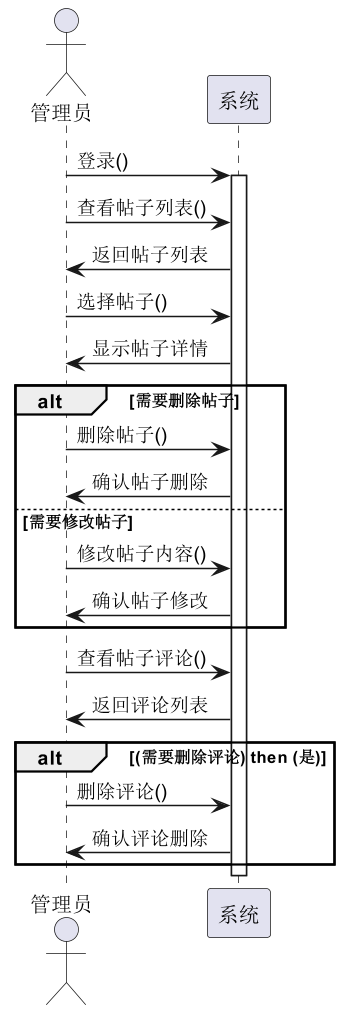 管理员
系统
登录()
查看帖子列表()
返回帖子列表
选择帖子()
显示帖子详情
alt [需要删除帖子]
删除帖子()
确认帖子删除
[需要修改帖子]
修改帖子内容()
确认帖子修改
查看帖子评论()
返回评论列表
alt [(需要删除评论) then (是)]
删除评论()
确认评论删除
管理员
系统